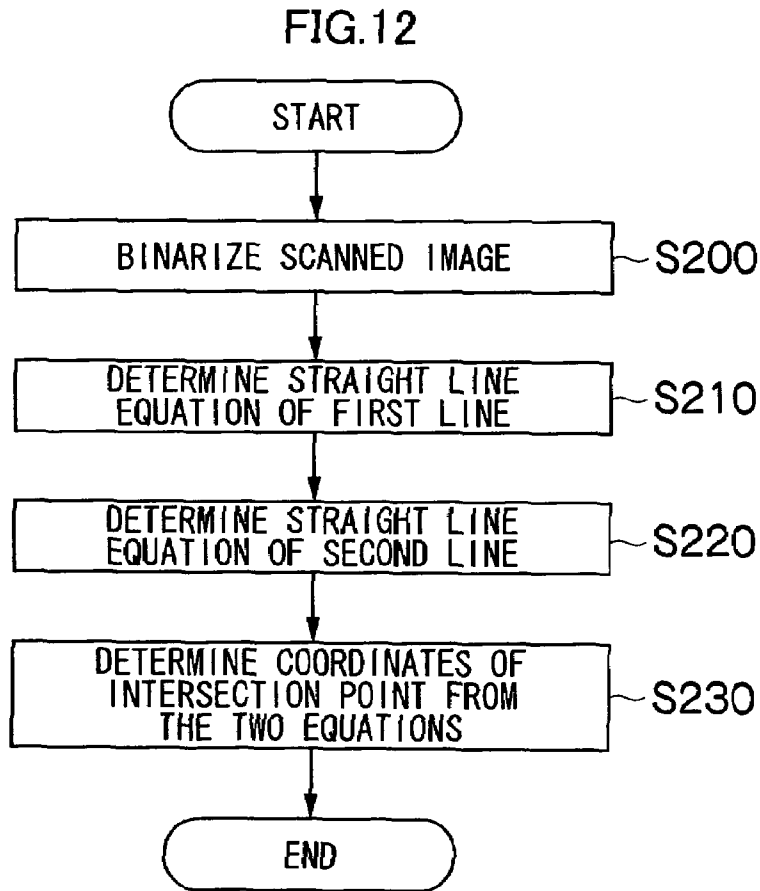 FIG.12
START
BINARIZE SCANNED IMAGE
S200
DETERMINE STRAIGHT LINE
EQUATION OF FIRST LINE
S210
DETERMINE STRAIGHT LINE
EQUATION OF SECOND LINE
S220
DETERMINE COORDINATES OF
INTERSECTION POINT FROM
THE TWO EQUATIONS
S230
END